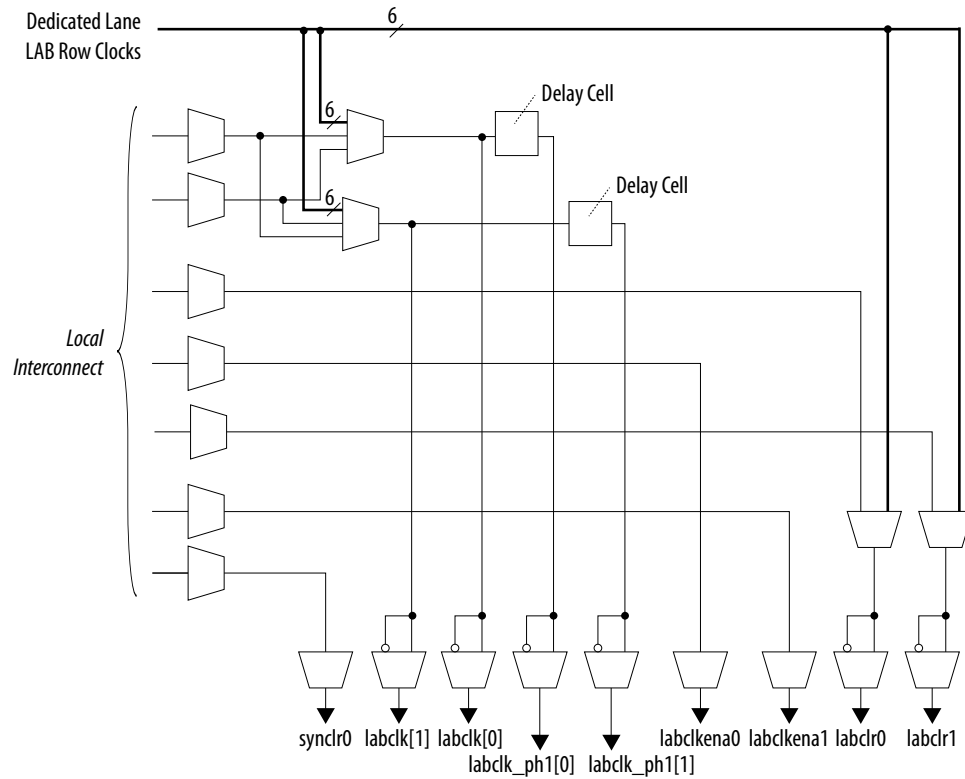 Dedicated Lane
LAB Row Clocks
6
6
Delay Cell
6
Delay Cell
Local
Interconnect
synclr0 labclk[1] labclk[0] labclkena0 labclkena1 labclr0 labclr1
labclk_ph1[0] labclk_ph1[1]